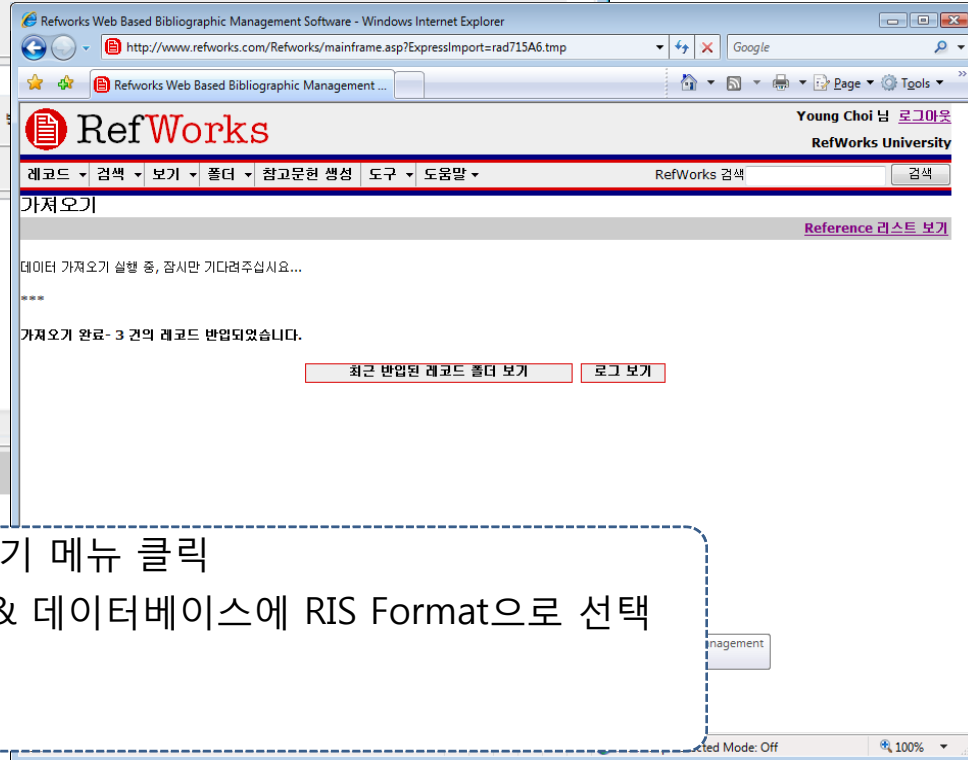 Refworks Web Based Bibliographic Management Software - Windows Internet Explorer
http://www.refworks.com/Refworks/mainframe.asp?ExpressImport=rad715A6.tmp
Google
Refworks Web Based Bibliographic Management ...
Page
Tools
RefWorks
Young Choi 님 로그아웃
RefWorks University
레코드 검색 보기 폴더 참고문헌 생성 도구 도움말
RefWorks 검색 검색
가져오기
Reference 리스트 보기
데이터 가져오기 실행 중, 잠시만 기다려주십시요...
***
가져오기 완료- 3 건의 레코드 반입되었습니다.
최근 반입된 레코드 폴더 보기 로그 보기
기 메뉴 클릭
& 데이터베이스에 RIS Format으로 선택
nagement
cted Mode: Off
100%